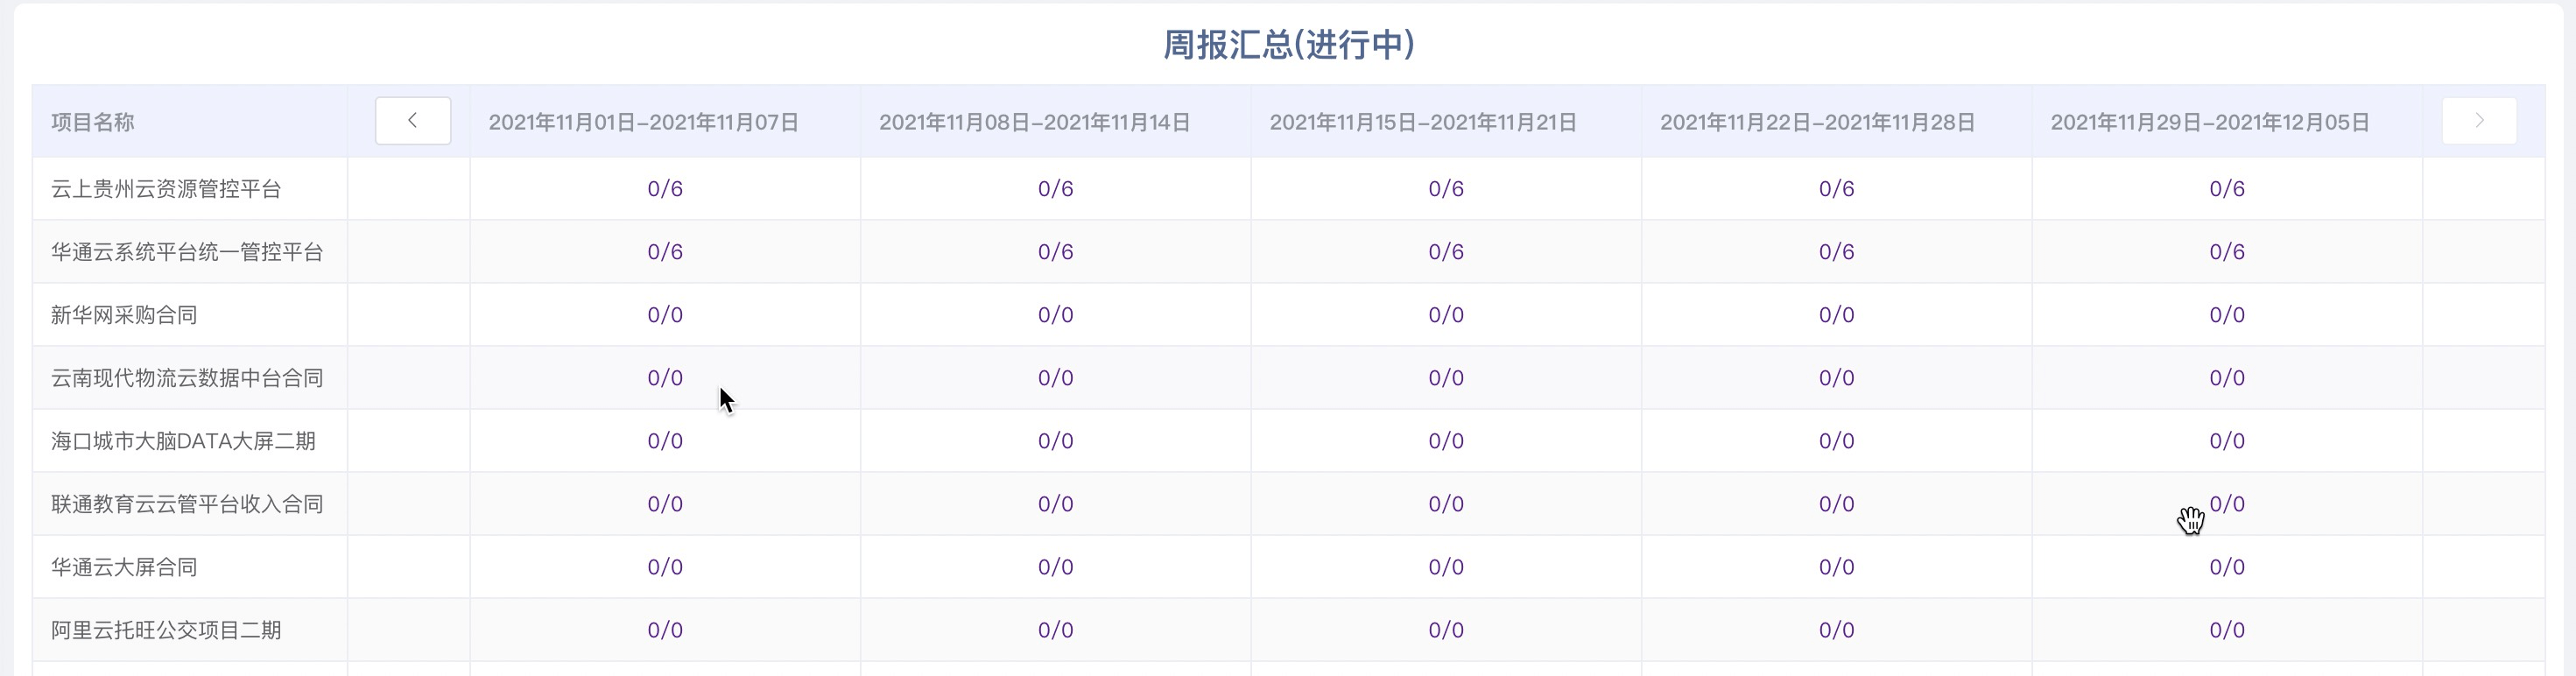 周报汇总(进行中)
项目名称 2021年11月01日-2021年11月07日 2021年11月08日-2021年11月14日 2021年11月15日-2021年11月21日 2021年11月22日-2021年11月28日 2021年11月29日-2021年12月05日
云上贵州云资源管控平台 0/6 0/6 0/6 0/6 0/6
华通云系统平台统一管控平台 0/6 0/6 0/6 0/6 0/6
新华网采购合同 0/0 0/0 0/0 0/0 0/0
云南现代物流云数据中台合同 0/0 0/0 0/0 0/0 0/0
海口城市大脑DATA大屏二期 0/0 0/0 0/0 0/0 0/0
联通教育云云管平台收入合同 0/0 0/0 0/0 0/0 0/0
华通云大屏合同 0/0 0/0 0/0 0/0 0/0
阿里云托旺公交项目二期 0/0 0/0 0/0 0/0 0/0